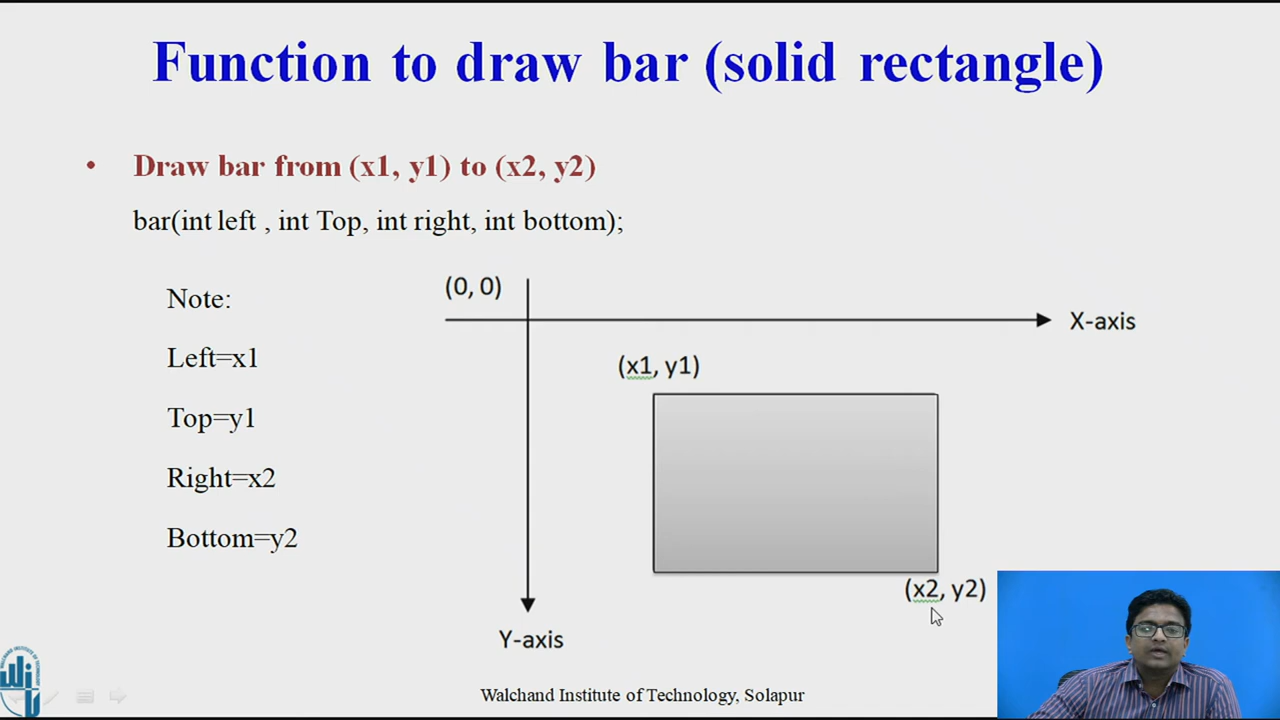 Function to draw bar (solid rectangle)
• Draw bar from (x1, y1) to (x2, y2)
bar(int left , int Top, int right, int bottom);
Note:
Left=x1
Top=y1
Right=x2
Bottom=y2
(0, 0)
X-axis
(x1, y1)
(x2, y2)
Y-axis
Walchand Institute of Technology, Solapur